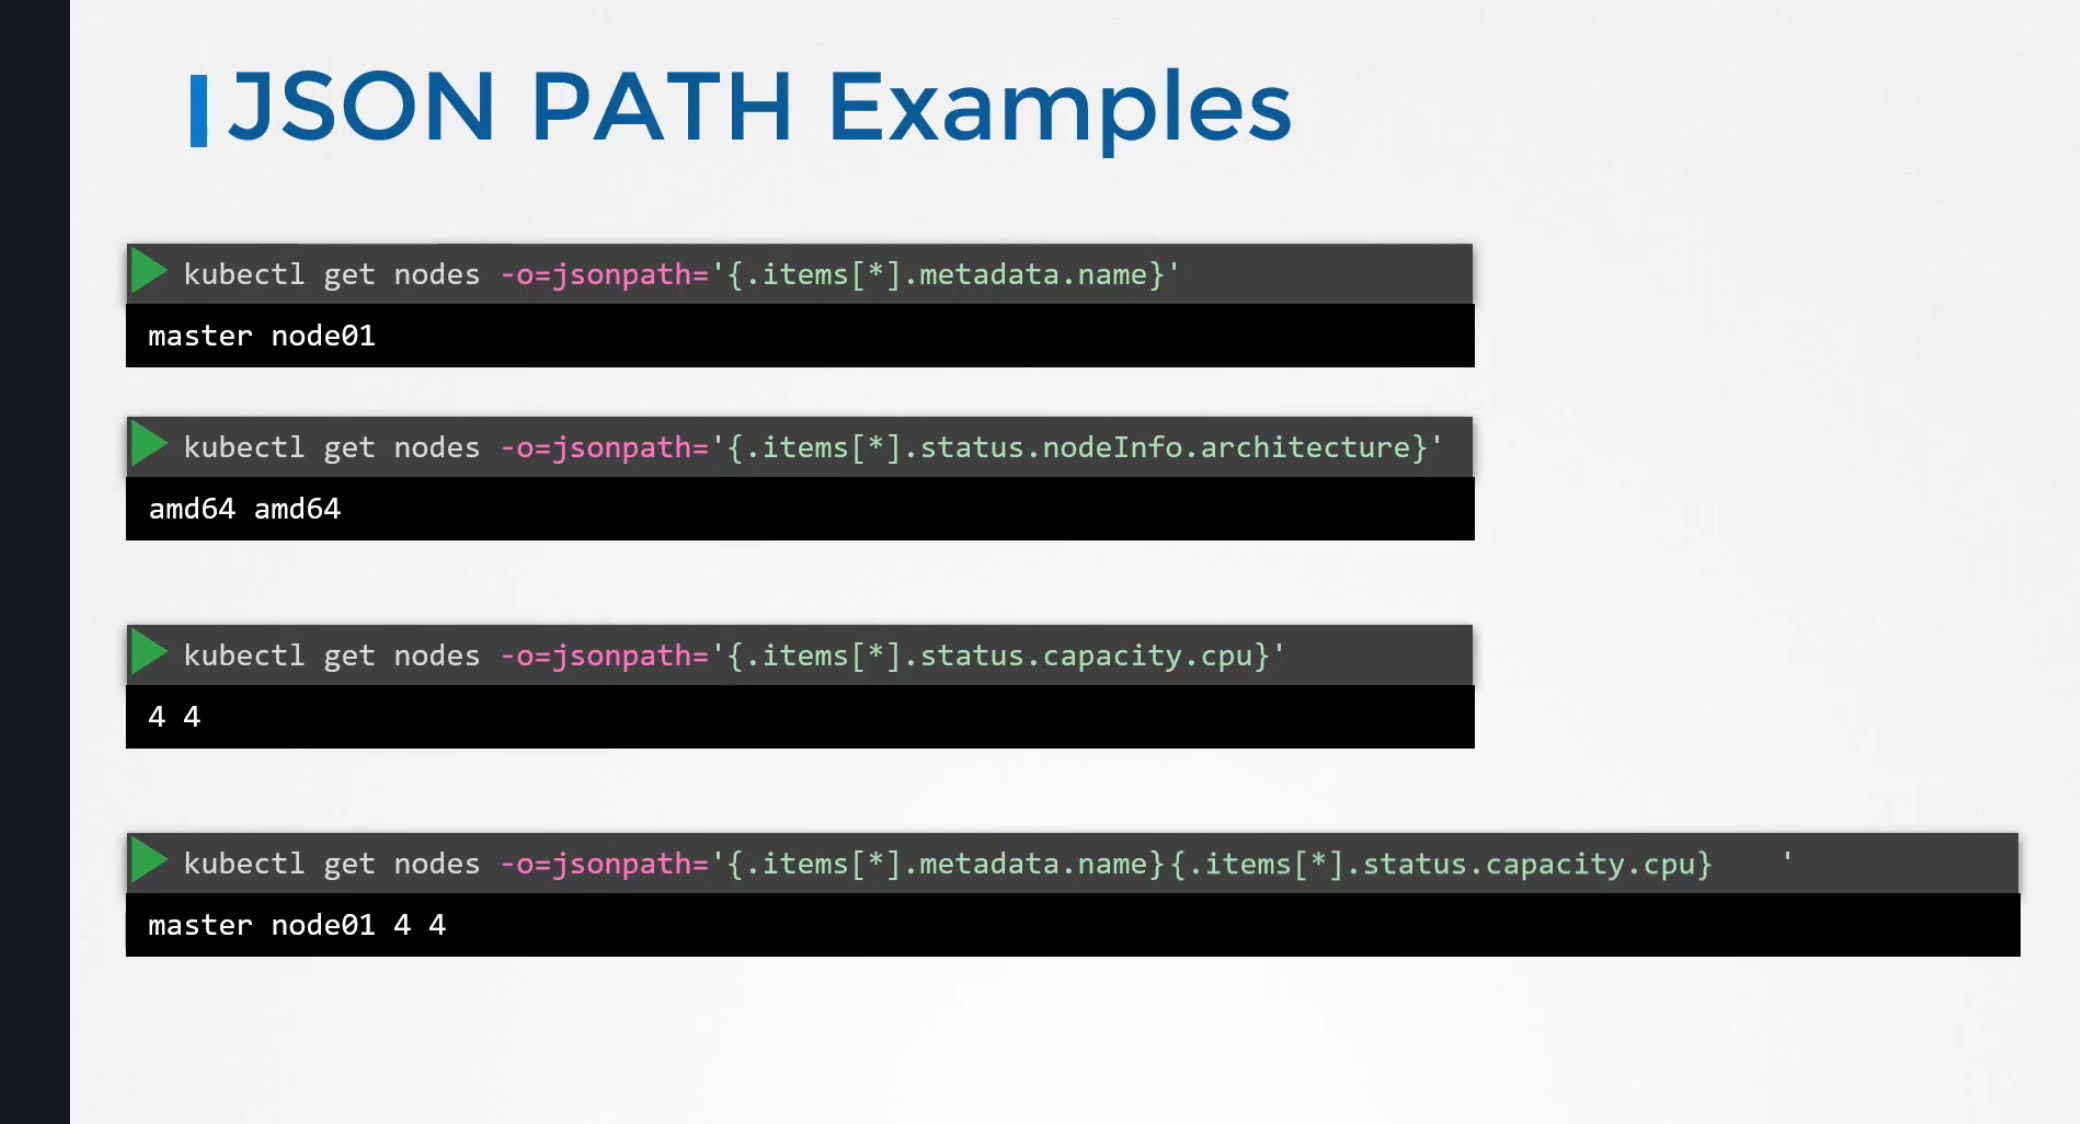 JSON PATH Examples
kubectl get nodes -o=jsonpath='{.items[*].metadata.name}'
master node01
kubectl get nodes -o=jsonpath='{.items[*].status.nodeInfo.architecture}'
amd64 amd64
kubectl get nodes -o=jsonpath='{.items[*].status.capacity.cpu}'
4 4
kubectl get nodes -o=jsonpath='{.items[*].metadata.name}{.items[*].status.capacity.cpu}    '
master node01 4 4